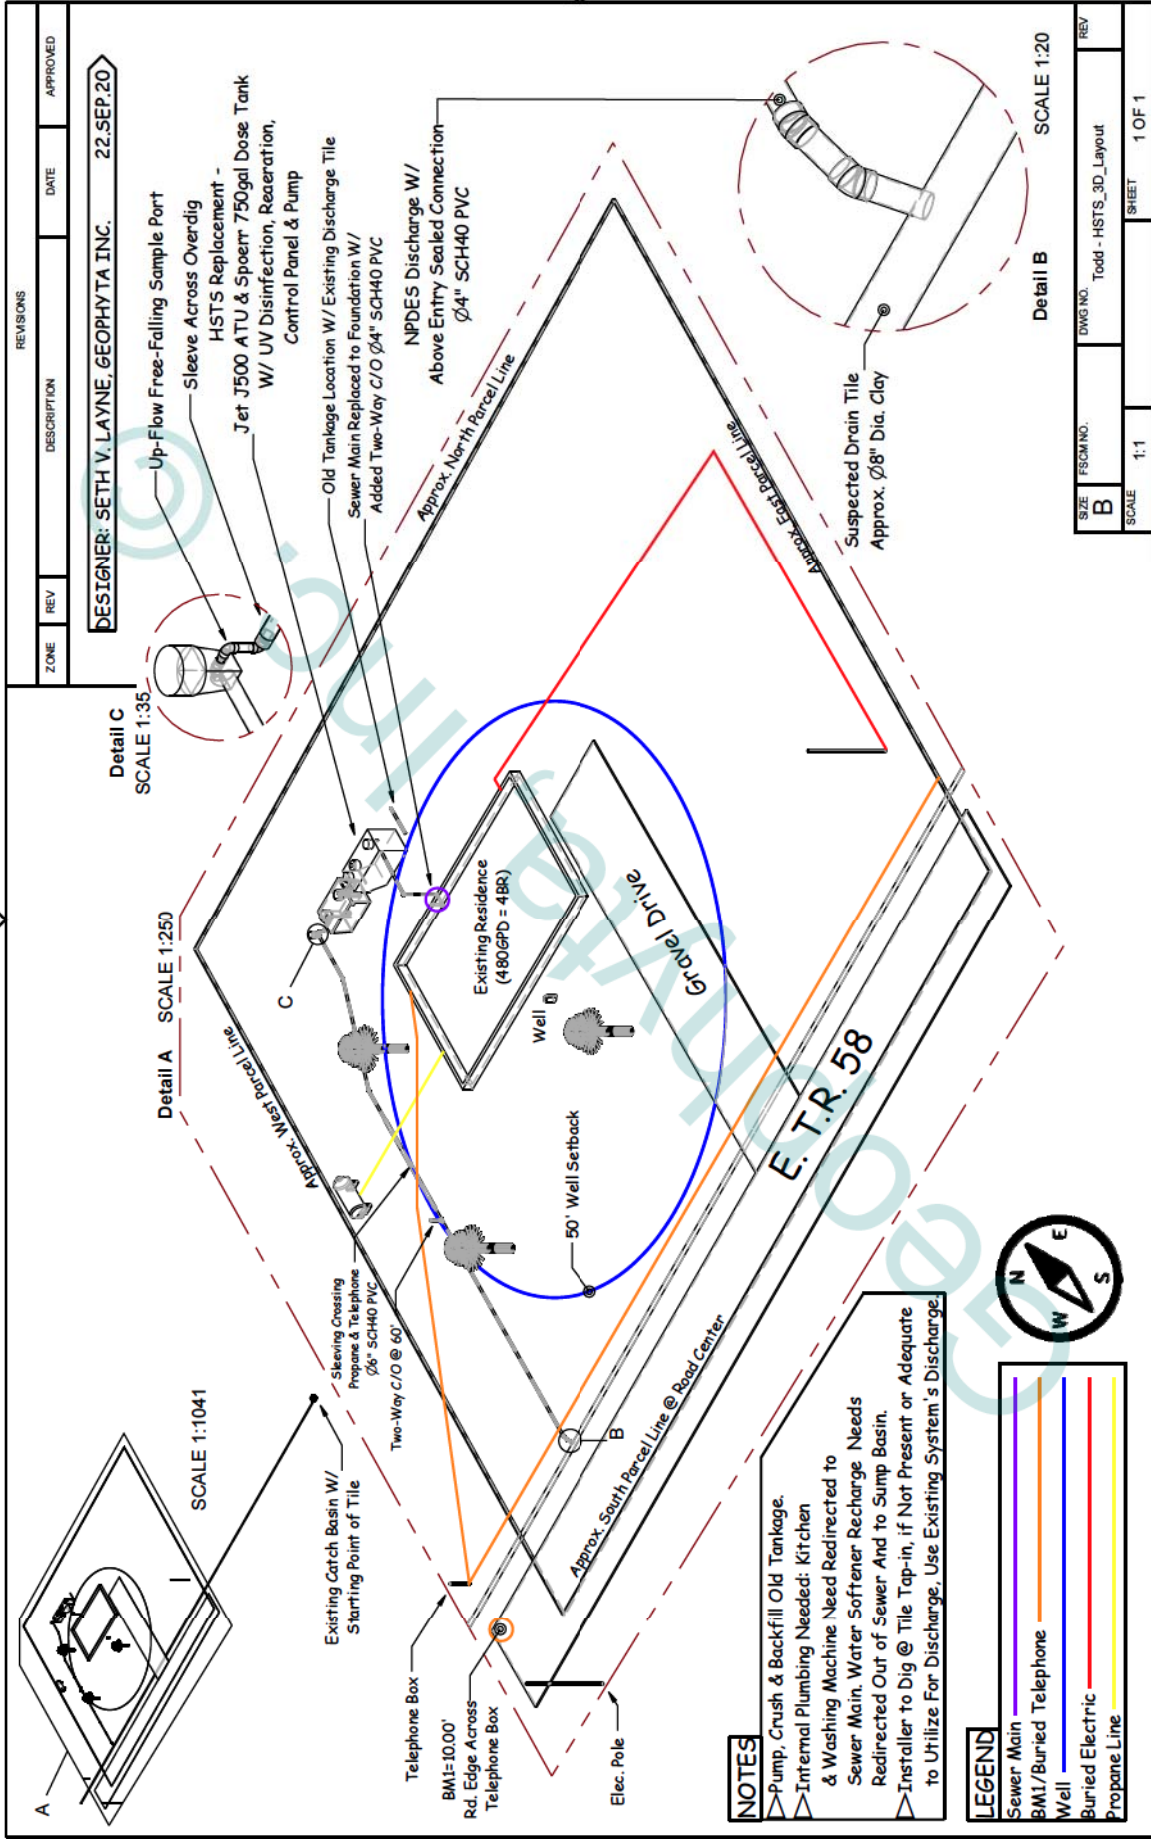 REVISIONS
ZONE
REV
DESCRIPTION
DATE
APPROVED
DESIGNER: SETH V. LAYNE, GEOPHYTA INC. 22.SEP.20
Detail C
SCALE 1:35
Up-Flow Free-Falling Sample Port
Sleeve Across Overdig
HSTS Replacement -
Jet J500 ATU & Spoerr 750gal Dose Tank
W/ UV Disinfection, Reaeration,
Control Panel & Pump
Old Tankage Location W/ Existing Discharge Tile
Sewer Main Replaced to Foundation W/
Added Two-Way C/O Ø4" SCH40 PVC
NPDES Discharge W/
Above Entry Sealed Connection
Ø4" SCH40 PVC
A
SCALE 1:1041
Existing Catch Basin W/
Starting Point of Tile
Detail A SCALE 1:250
C
Approx. West Parcel Line
Approx. North Parcel Line
Approx. East Parcel Line
Approx. South Parcel Line @ Road Center
Sleeving Crossing
Propane & Telephone
Ø6" SCH40 PVC
Two-Way C/O @ 60'
Existing Residence
(480GPD = 4BR)
Well
Gravel Drive
50' Well Setback
E. T.R. 58
B
Telephone Box
BM1=10.00'
Rd. Edge Across
Telephone Box
Elec. Pole
Suspected Drain Tile
Approx. Ø8" Dia. Clay
Detail B
SCALE 1:20
NOTES
Pump, Crush & Backfill Old Tankage.
Internal Plumbing Needed: Kitchen
& Washing Machine Need Redirected to
Sewer Main. Water Softener Recharge Needs
Redirected Out of Sewer And to Sump Basin.
Installer to Dig @ Tile Tap-in, if Not Present or Adequate
to Utilize For Discharge, Use Existing System's Discharge.
LEGEND
Sewer Main
BM1/Buried Telephone
Well
Buried Electric
Propane Line
N
E
S
W
SIZE
B
FSCM NO.
DWG NO.
Todd - HSTS_3D_Layout
REV
SCALE
1:1
SHEET
1 OF 1
Geophyta, Inc. ©